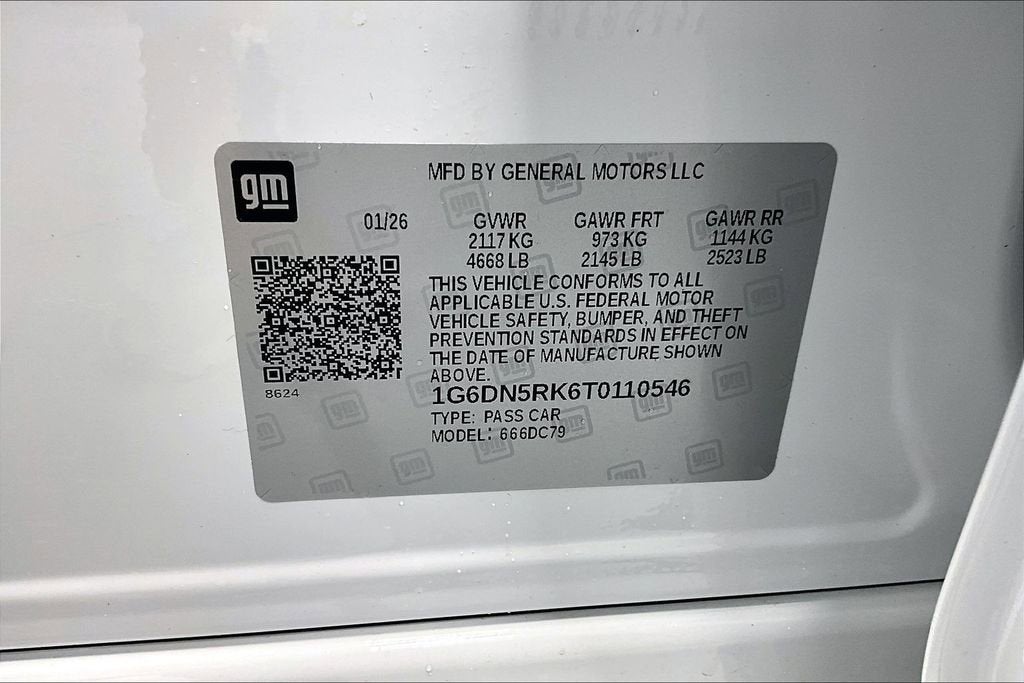 gm
MFD BY GENERAL MOTORS LLC
01/26 GVWR GAWR FRT GAWR RR
2117 KG 973 KG 1144 KG
4668 LB 2145 LB 2523 LB
THIS VEHICLE CONFORMS TO ALL
APPLICABLE U.S. FEDERAL MOTOR
VEHICLE SAFETY, BUMPER, AND THEFT
PREVENTION STANDARDS IN EFFECT ON
THE DATE OF MANUFACTURE SHOWN
ABOVE.
8624
1G6DN5RK6T0110546
TYPE: PASS CAR
MODEL: 666DC79